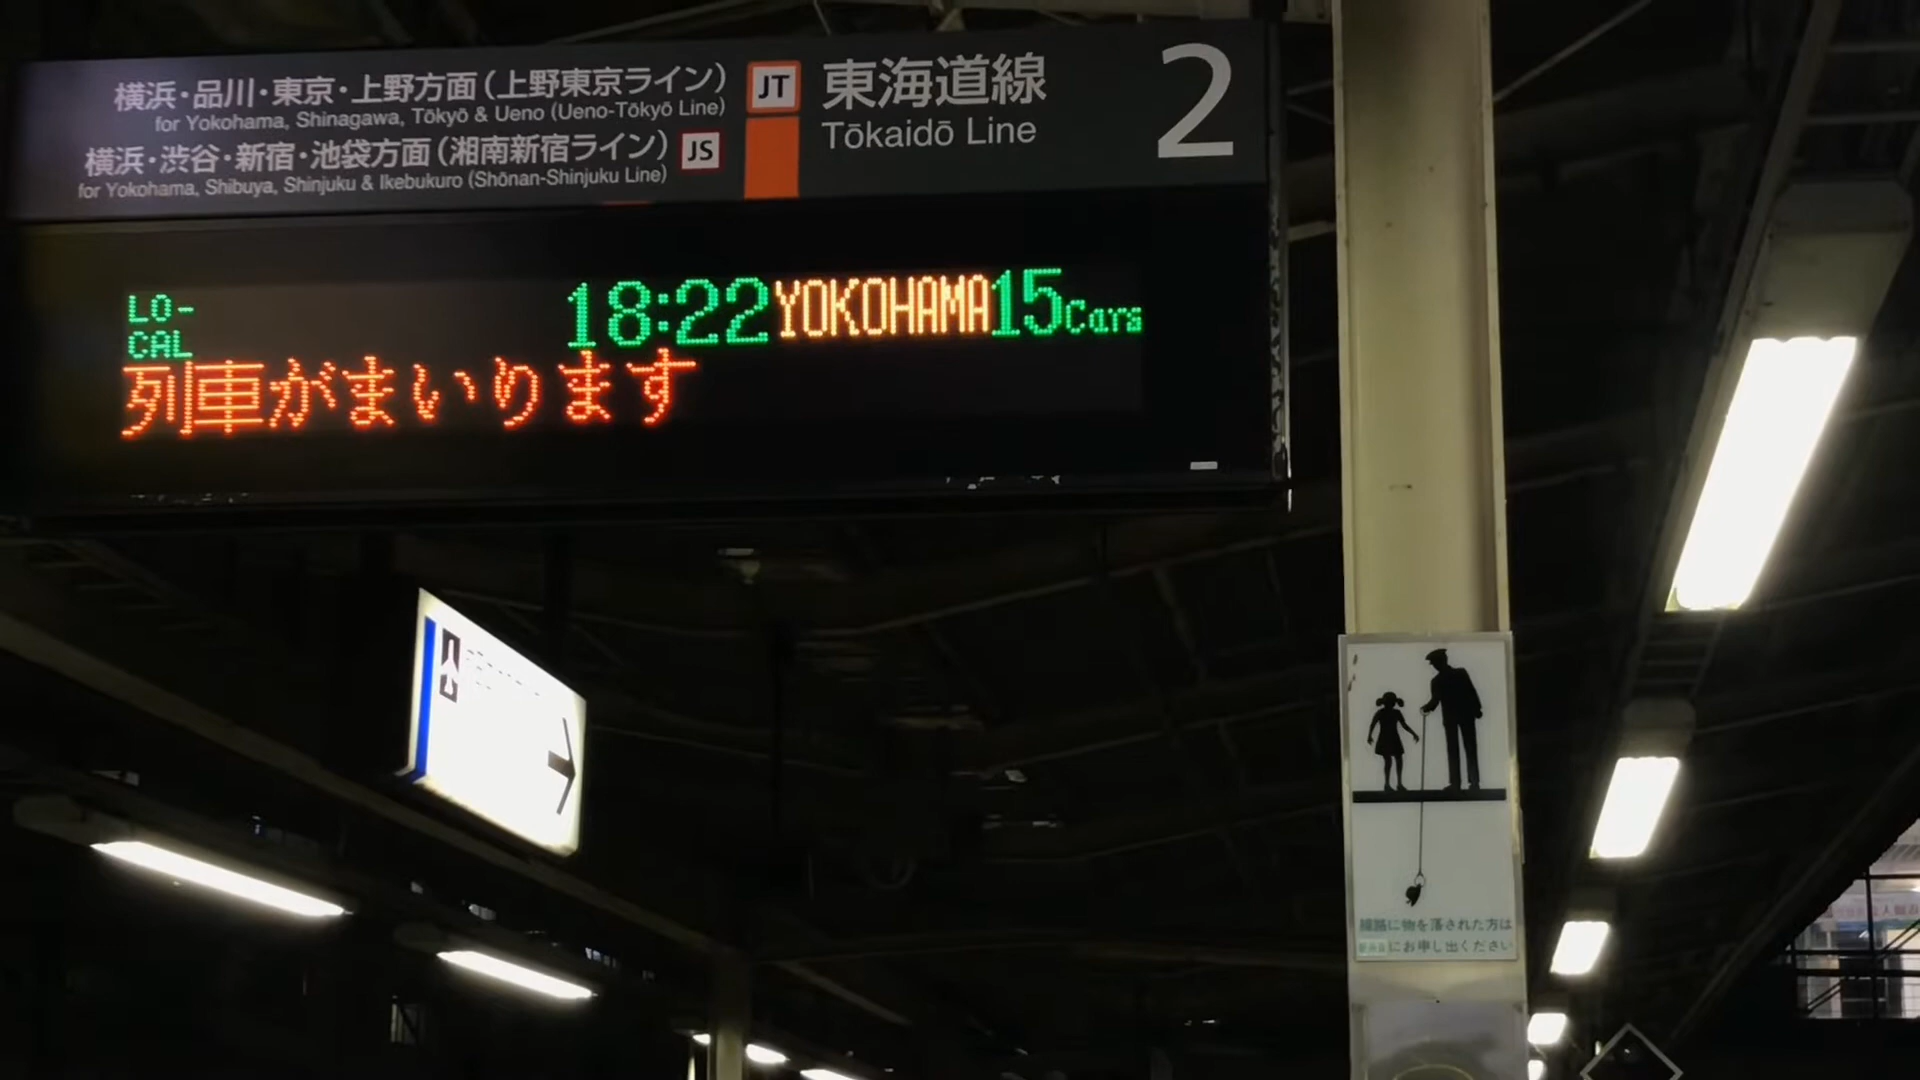 横浜・品川・東京・上野方面(上野東京ライン)
for Yokohama, Shinagawa, Tōkyō & Ueno (Ueno-Tōkyō Line)
横浜・渋谷・新宿・池袋方面(湘南新宿ライン) JS
for Yokohama, Shibuya, Shinjuku & Ikebukuro (Shōnan-Shinjuku Line)
JT 東海道線
Tōkaidō Line
2
LO-
CAL
18:22 YOKOHAMA 15Cars
列車がまいります
線路に物を落された方は
駅係員にお申し出ください